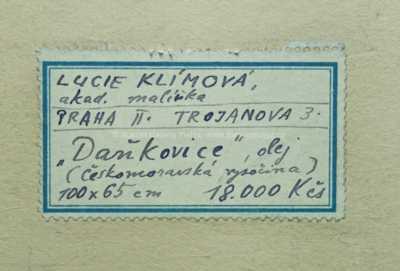 LUCIE KLÍMOVÁ,
akad. malířka
PRAHA II. TROJANOVA 3.
„Daňkovice", olej
(Českomoravská vysočina)
100 x 65 cm 18.000 Kčs